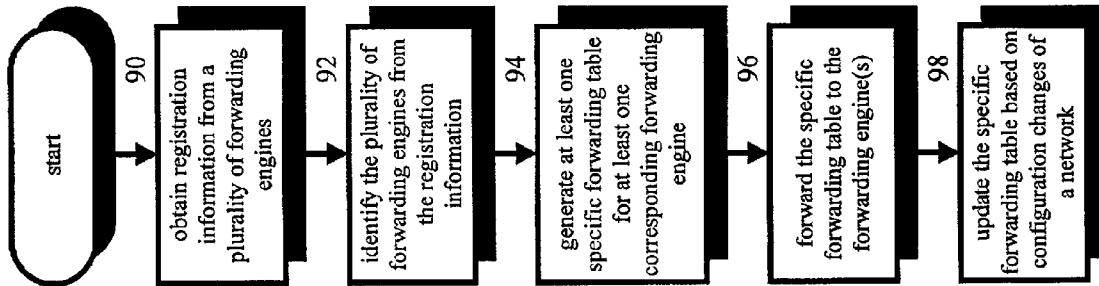 start
90
obtain registration
information from a
plurality of forwarding
engines
92
identify the plurality of
forwarding engines from
the registration
information
94
generate at least one
specific forwarding table
for at least one
corresponding forwarding
engine
96
forward the specific
forwarding table to the
forwarding engine(s)
98
update the specific
forwarding table based on
configuration changes of
a network